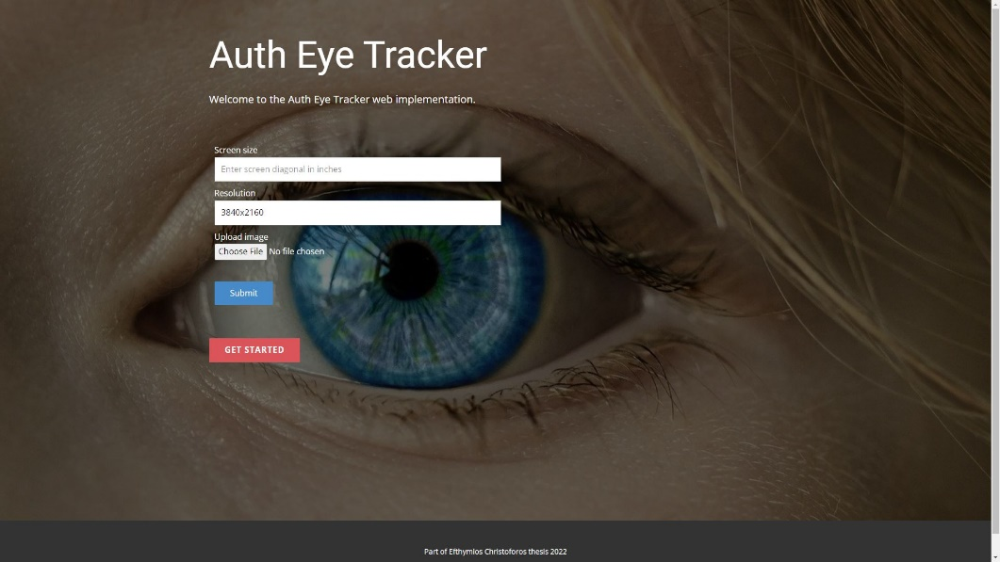 Auth Eye Tracker
Welcome to the Auth Eye Tracker web implementation.
Screen size
Enter screen diagonal in inches
Resolution
3840x2160
Upload image
Choose File No file chosen
Submit
GET STARTED
Part of Efthymios Christoforos thesis 2022